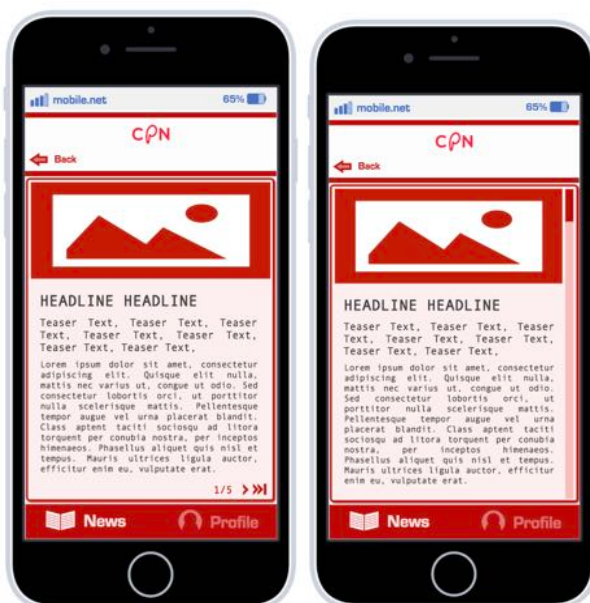 mobile.net 65%
CPN
Back
HEADLINE HEADLINE
Teaser Text, Teaser Text, Teaser
Text, Teaser Text, Teaser Text,
Teaser Text, Teaser Text,
Lorem ipsum dolor sit amet, consectetur
adipiscing elit. Quisque elit nulla,
mattis nec varius ut, congue ut odio. Sed
consectetur lobortis orci, ut porttitor
nulla scelerisque mattis. Pellentesque
tempor augue vel urna placerat blandit.
Class aptent taciti sociosqu ad litora
torquent per conubia nostra, per inceptos
himenaeos. Phasellus aliquet quis nisl et
tempus. Mauris ultrices ligula auctor,
efficitur enim eu, vulputate erat.
1/5
News Profile
mobile.net 65%
CPN
Back
HEADLINE HEADLINE
Teaser Text, Teaser Text, Teaser
Text, Teaser Text, Teaser Text,
Teaser Text, Teaser Text,
Lorem ipsum dolor sit amet, consectetur
adipiscing elit. Quisque elit nulla,
mattis nec varius ut, congue ut odio. Sed
consectetur lobortis orci, ut
porttitor nulla scelerisque mattis.
Pellentesque tempor augue vel urna
placerat blandit. Class aptent taciti
sociosqu ad litora torquent per conubia
nostra, per inceptos himenaeos.
Phasellus aliquet quis nisl et tempus.
Mauris ultrices ligula auctor, efficitur
enim eu, vulputate erat.
News Profile